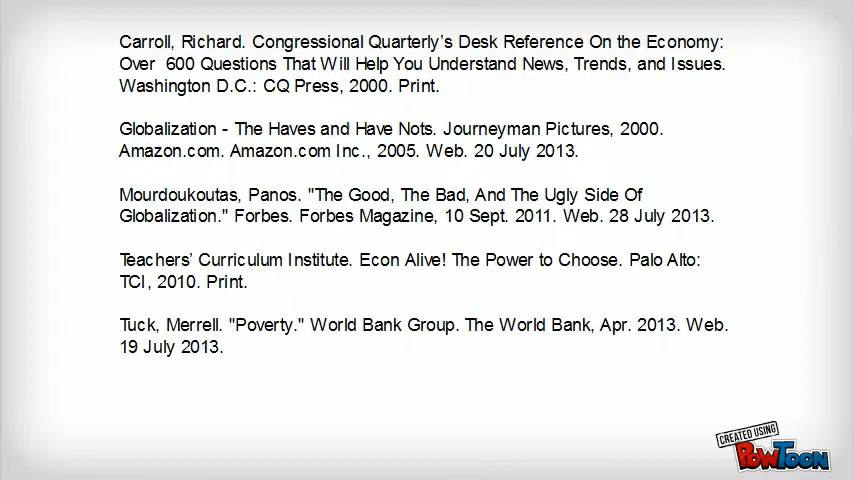 Carroll, Richard. Congressional Quarterly’s Desk Reference On the Economy:
Over  600 Questions That Will Help You Understand News, Trends, and Issues.
Washington D.C.: CQ Press, 2000. Print.
Globalization - The Haves and Have Nots. Journeyman Pictures, 2000.
Amazon.com. Amazon.com Inc., 2005. Web. 20 July 2013.
Mourdoukoutas, Panos. "The Good, The Bad, And The Ugly Side Of
Globalization." Forbes. Forbes Magazine, 10 Sept. 2011. Web. 28 July 2013.
Teachers’ Curriculum Institute. Econ Alive! The Power to Choose. Palo Alto:
TCI, 2010. Print.
Tuck, Merrell. "Poverty." World Bank Group. The World Bank, Apr. 2013. Web.
19 July 2013.
CREATED USING
PowToon